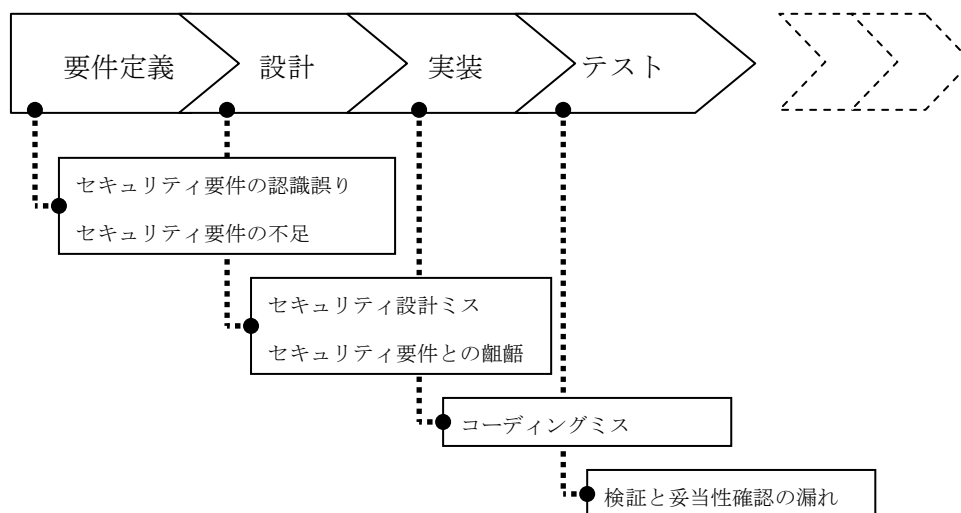 要件定義
設計
実装
テスト
セキュリティ要件の認識誤り
セキュリティ要件の不足
セキュリティ設計ミス
セキュリティ要件との齟齬
コーディングミス
検証と妥当性確認の漏れ